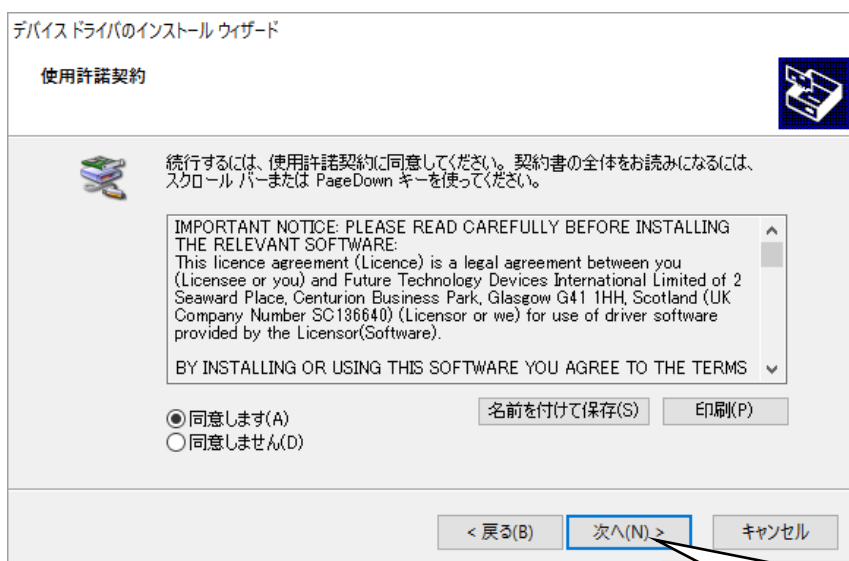 デバイス ドライバのインストール ウィザード
使用許諾契約
続行するには、使用許諾契約に同意してください。契約書の全体をお読みになるには、
スクロール バーまたは PageDown キーを使ってください。
IMPORTANT NOTICE: PLEASE READ CAREFULLY BEFORE INSTALLING
THE RELEVANT SOFTWARE:
This licence agreement (Licence) is a legal agreement between you
(Licensee or you) and Future Technology Devices International Limited of 2
Seaward Place, Centurion Business Park, Glasgow G41 1HH, Scotland (UK
Company Number SC136640) (Licensor or we) for use of driver software
provided by the Licensor(Software).
BY INSTALLING OR USING THIS SOFTWARE YOU AGREE TO THE TERMS
名前を付けて保存(S) 印刷(P)
同意します(A)
同意しません(D)
< 戻る(B) 次へ(N) > キャンセル